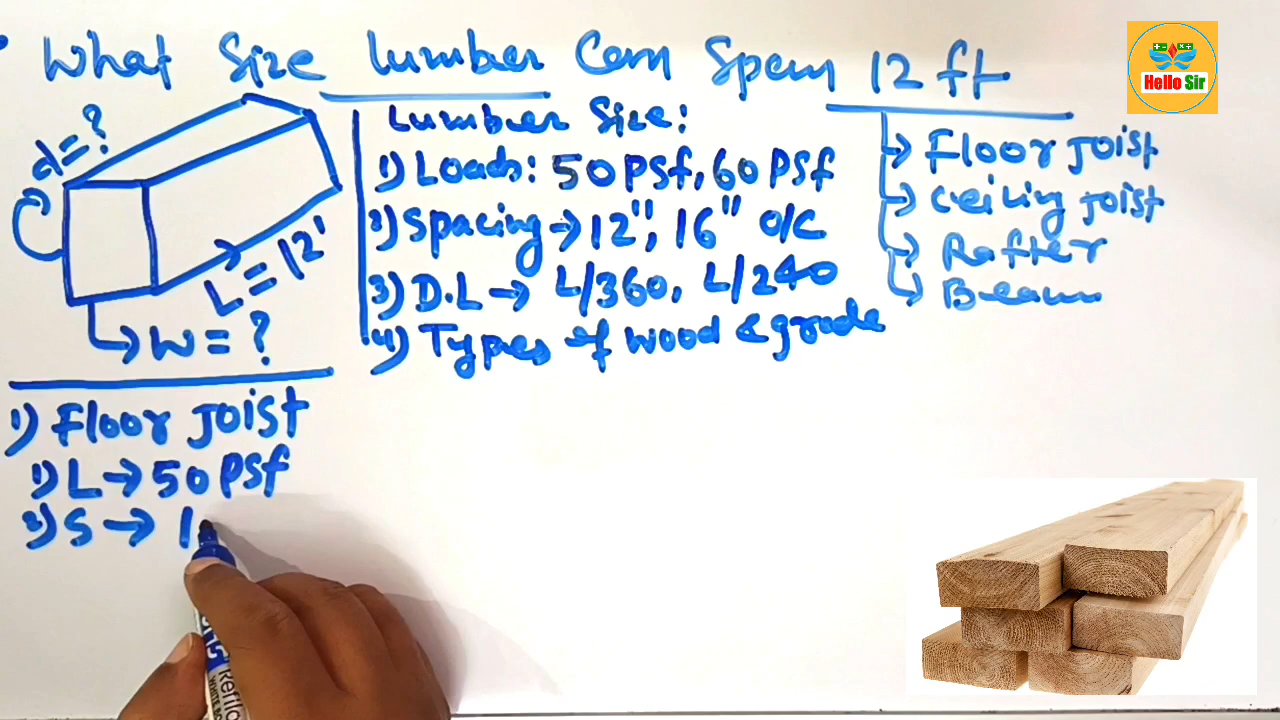 What Size Lumber Can Span 12 ft
Hello Sir
d=?
L = 12'
W = ?
Lumber Size:
1) Loads: 50 PSf, 60 PSf
2) Spacing → 12", 16" O/C
3) D.L → L/360, L/240
4) Types of wood & grade
Floor Joist
Ceiling Joist
Rafter
Beam
1) Floor Joist
1) L → 50 PSf
2) S → 1